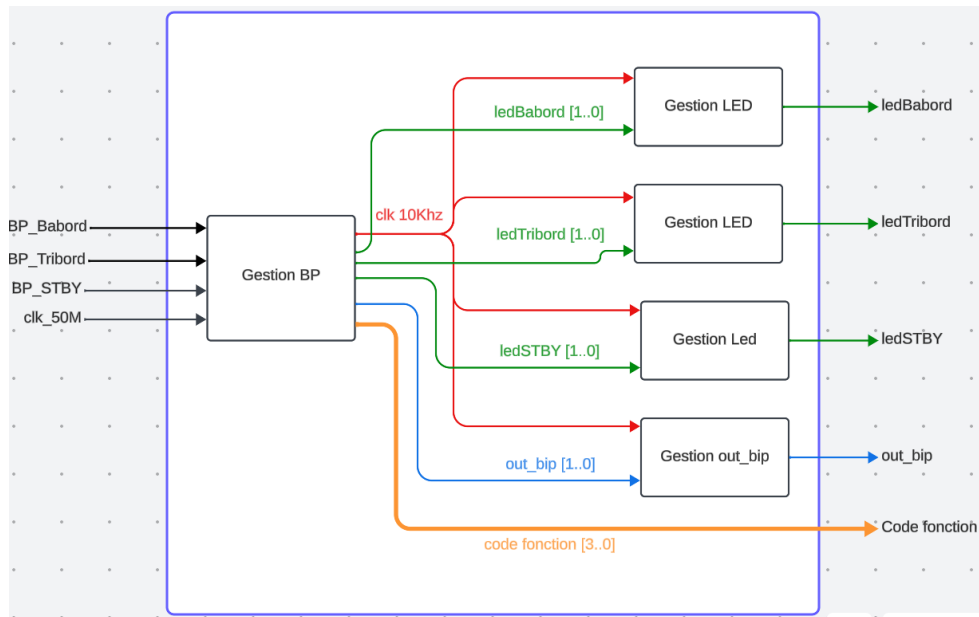 Gestion LED
ledBabord
ledBabord [1..0]
clk 10Khz
Gestion LED
ledTribord
ledTribord [1..0]
BP_Babord
BP_Tribord
BP_STBY
clk_50M
Gestion BP
Gestion Led
ledSTBY
ledSTBY [1..0]
Gestion out_bip
out_bip
out_bip [1..0]
Code fonction
code fonction [3..0]